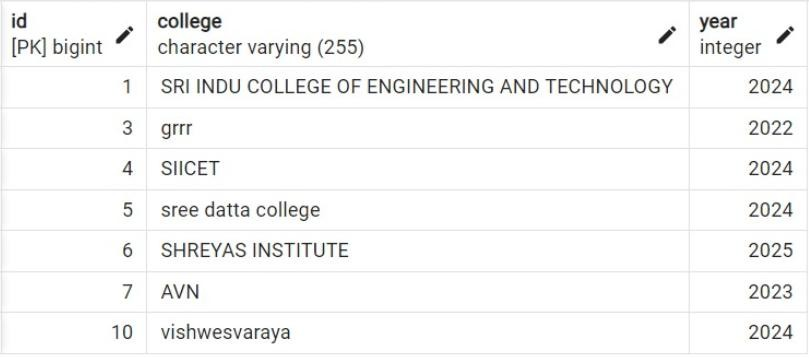 id college year
[PK] bigint character varying (255) integer
1 SRI INDU COLLEGE OF ENGINEERING AND TECHNOLOGY 2024
3 grrr 2022
4 SIICET 2024
5 sree datta college 2024
6 SHREYAS INSTITUTE 2025
7 AVN 2023
10 vishwesvaraya 2024